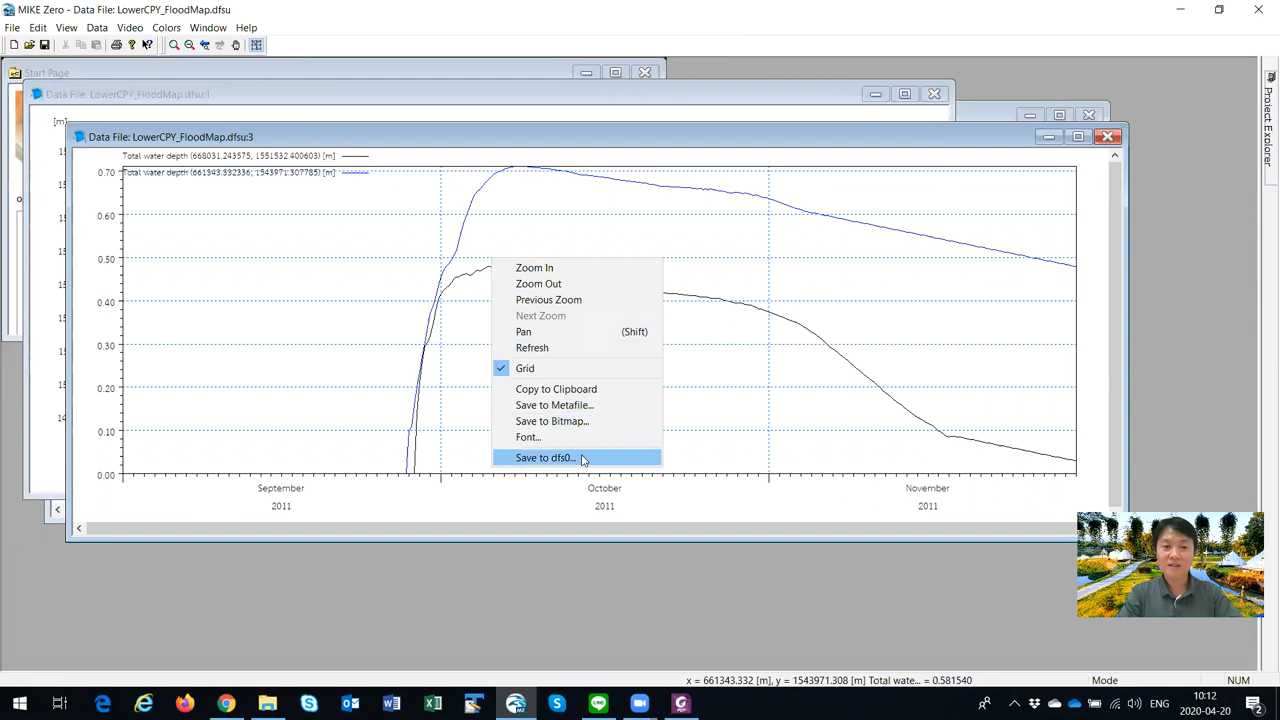 MIKE Zero - Data File: LowerCPY_FloodMap.dfsu
File Edit View Data Video Colors Window Help
Start Page
Data File: LowerCPY_FloodMap.dfsu:1
[m]
Data File: LowerCPY_FloodMap.dfsu:3
Total water depth (668031.243575, 1551532.400603) [m]
Total water depth (661343.332336, 1543971.307785) [m]
0.70
0.60
0.50
0.40
0.30
0.20
0.10
0.00
September
2011
October
2011
November
2011
Zoom In
Zoom Out
Previous Zoom
Next Zoom
Pan (Shift)
Refresh
Grid
Copy to Clipboard
Save to Metafile...
Save to Bitmap...
Font...
Save to dfs0...
Project Explorer
x = 661343.332, y = 1543971.308 [m] Total wate... = 0.581540
Mode
NUM
ENG
10:12
2020-04-20
2